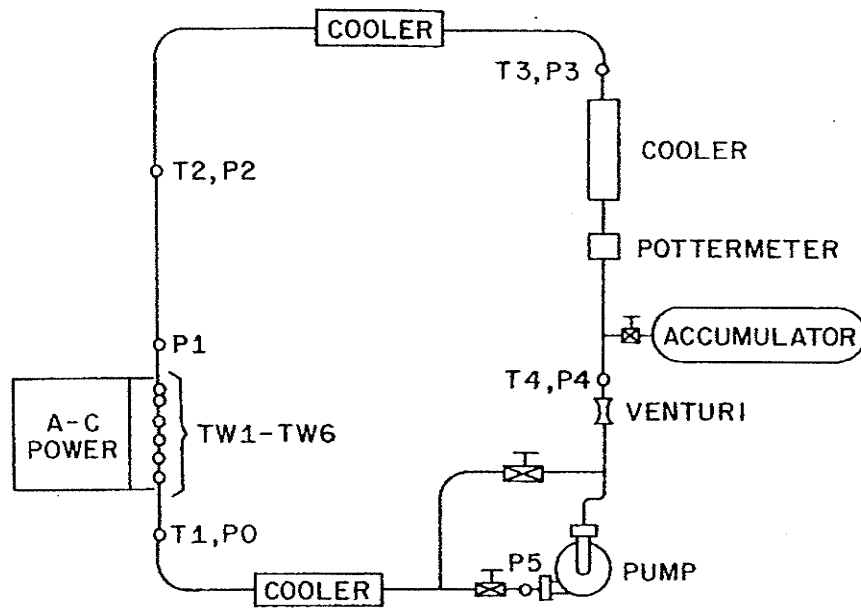 COOLER
T3,P3
COOLER
T2,P2
POTTERMETER
ACCUMULATOR
P1
T4,P4
VENTURI
A-C
POWER
TW1-TW6
T1,P0
P5
PUMP
COOLER